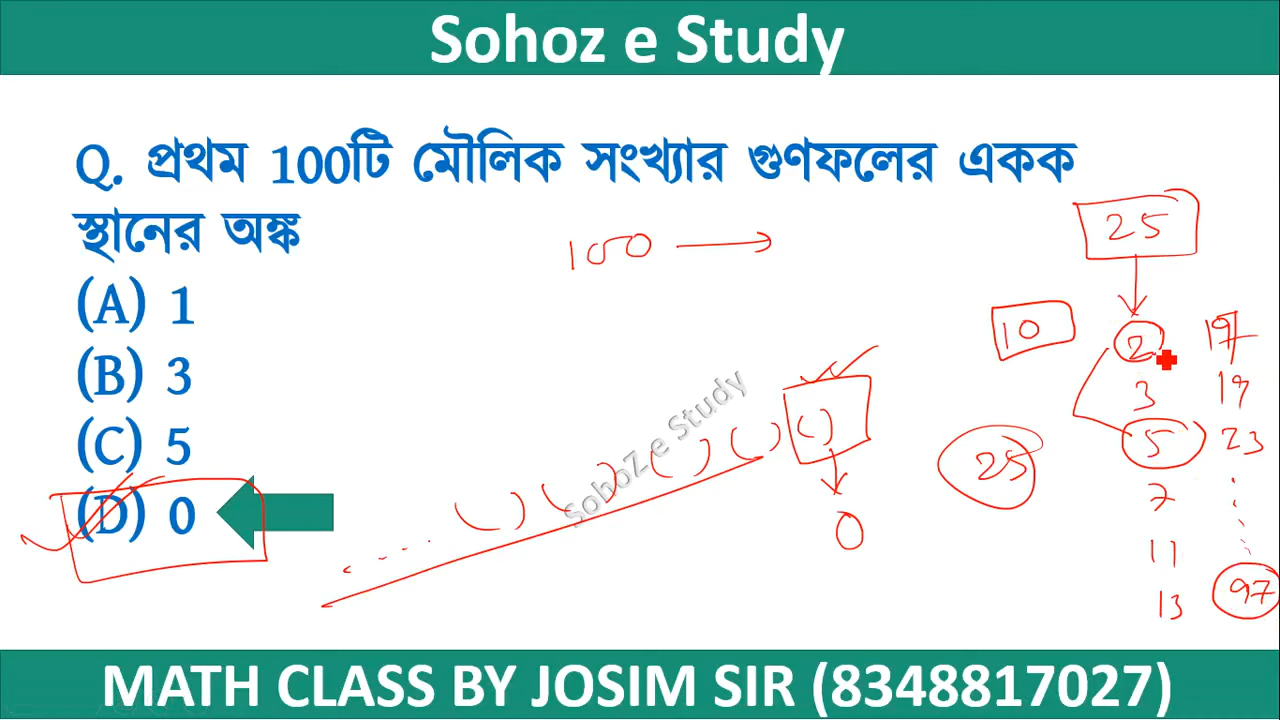 Sohoz e Study
Q. প্রথম 100টি মৌলিক সংখ্যার গুণফলের একক
স্থানের অঙ্ক
(A) 1
(B) 3
(C) 5
(D) 0
100
25
10
2
3
5
7
11
13
17
19
23
97
25
( ) ( ) ( ) ( ) ( )
0
SohoZ e Study
MATH CLASS BY JOSIM SIR (8348817027)